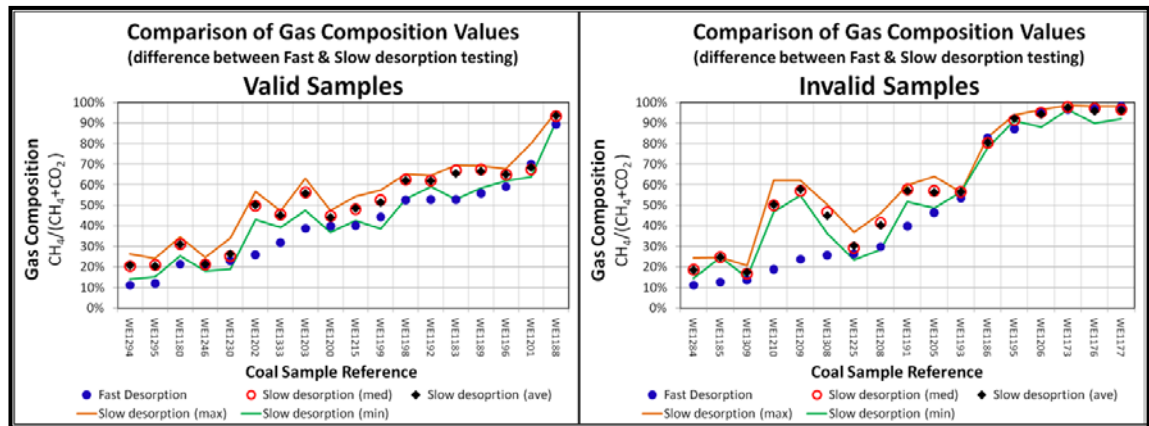 Comparison of Gas Composition Values
(difference between Fast & Slow desorption testing)
Valid Samples
100%
90%
80%
70%
60%
50%
40%
30%
20%
10%
0%
Gas Composition
CH₄/(CH₄+CO₂)
WE1294
WE1295
WE1180
WE1246
WE1230
WE1202
WE1333
WE1203
WE1200
WE1215
WE1199
WE1198
WE1192
WE1183
WE1189
WE1196
WE1201
WE1188
Coal Sample Reference
Fast Desorption
Slow desorption (med)
Slow desoprtion (ave)
Slow desorption (max)
Slow desorption (min)
Comparison of Gas Composition Values
(difference between Fast & Slow desorption testing)
Invalid Samples
100%
90%
80%
70%
60%
50%
40%
30%
20%
10%
0%
Gas Composition
CH₄/(CH₄+CO₂)
WE1284
WE1185
WE1309
WE1210
WE1209
WE1308
WE1225
WE1208
WE1191
WE1205
WE1193
WE1186
WE1195
WE1206
WE1173
WE1176
WE1177
Coal Sample Reference
Fast Desorption
Slow desorption (med)
Slow desoprtion (ave)
Slow desorption (max)
Slow desorption (min)